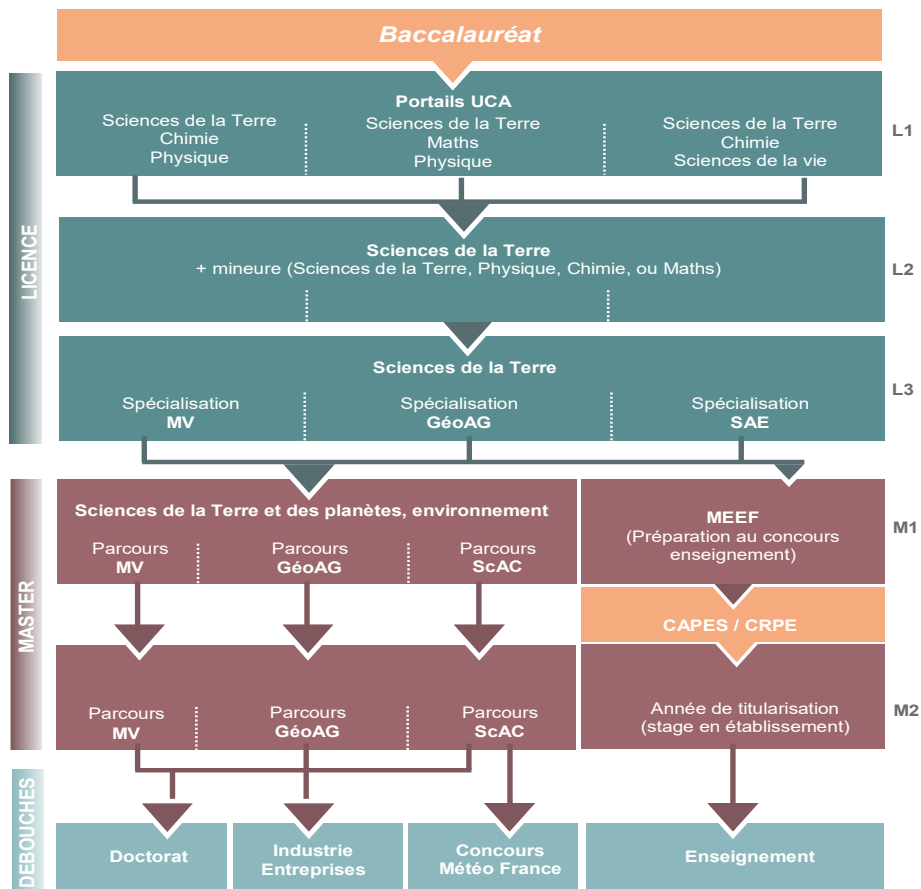 Baccalauréat
Portails UCA
Sciences de la Terre
Chimie
Physique
Sciences de la Terre
Maths
Physique
Sciences de la Terre
Chimie
Sciences de la vie
L1
LICENCE
Sciences de la Terre
+ mineure (Sciences de la Terre, Physique, Chimie, ou Maths)
L2
Sciences de la Terre
Spécialisation
MV
Spécialisation
GéoAG
Spécialisation
SAE
L3
MASTER
Sciences de la Terre et des planètes, environnement
Parcours
MV
Parcours
GéoAG
Parcours
ScAC
MEEF
(Préparation au concours
enseignement)
M1
CAPES / CRPE
Parcours
MV
Parcours
GéoAG
Parcours
ScAC
Année de titularisation
(stage en établissement)
M2
DEBOUCHES
Doctorat
Industrie
Entreprises
Concours
Météo France
Enseignement